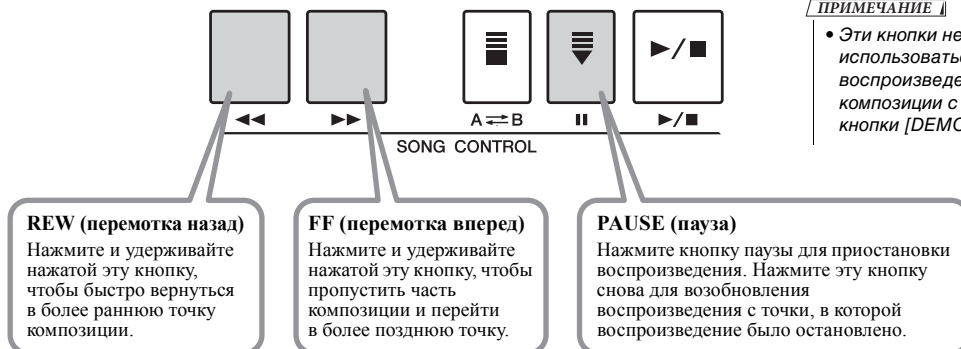 ПРИМЕЧАНИЕ
• Эти кнопки не
использовать
воспроизведе
композиции с
кнопки [DEMO
A⇄B
SONG CONTROL
REW (перемотка назад)
Нажмите и удерживайте
нажатой эту кнопку,
чтобы быстро вернуться
в более раннюю точку
композиции.
FF (перемотка вперед)
Нажмите и удерживайте
нажатой эту кнопку, чтобы
пропустить часть
композиции и перейти
в более позднюю точку.
PAUSE (пауза)
Нажмите кнопку паузы для приостановки
воспроизведения. Нажмите эту кнопку
снова для возобновления
воспроизведения с точки, в которой
воспроизведение было остановлено.